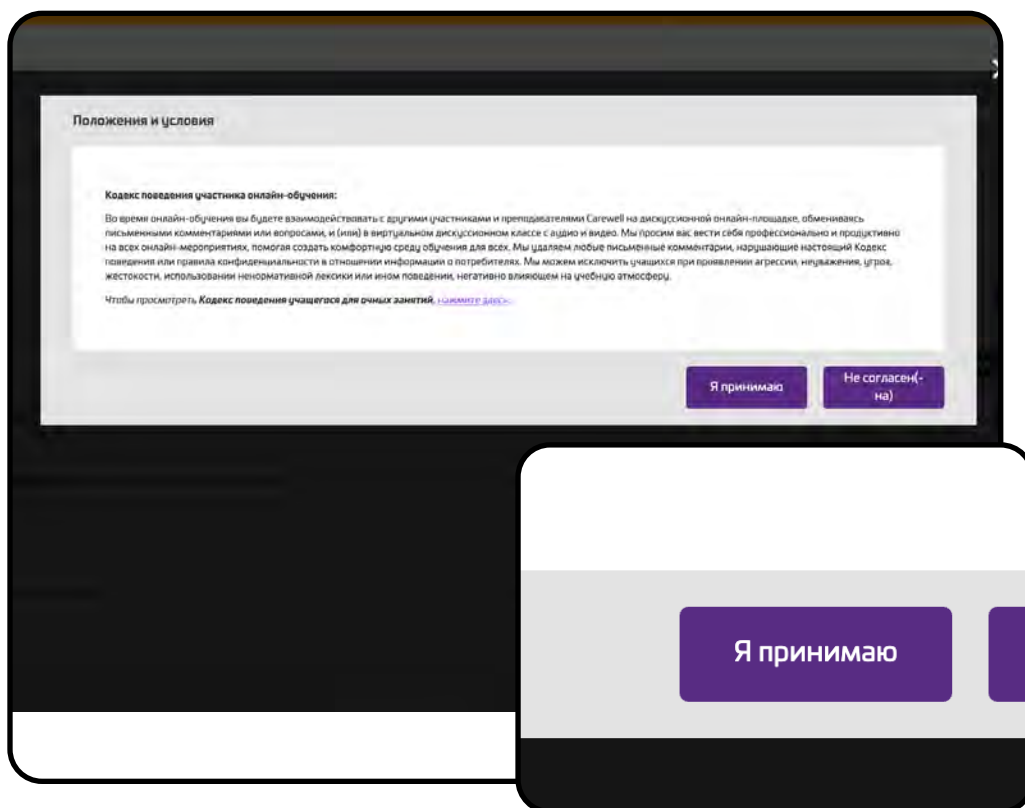 Положения и условия
Кодекс поведения участника онлайн-обучения:
Во время онлайн-обучения вы будете взаимодействовать с другими участниками и преподавателями Carewell на дискуссионной онлайн-площадке, обмениваясь
письменными комментариями или вопросами, и (или) в виртуальном дискуссионном классе с аудио и видео. Мы просим вас вести себя профессионально и продуктивно
на всех онлайн-мероприятиях, помогая создать комфортную среду обучения для всех. Мы удаляем любые письменные комментарии, нарушающие настоящий Кодекс
поведения или правила конфиденциальности в отношении информации о потребителях. Мы можем исключить учащихся при проявлении агрессии, неуважения, угроз,
жестокости, использовании ненормативной лексики или ином поведении, негативно влияющем на учебную атмосферу.
Чтобы просмотреть Кодекс поведения учащегося для очных занятий, нажмите здесь.
Я принимаю
Не согласен(-
на)
Я принимаю